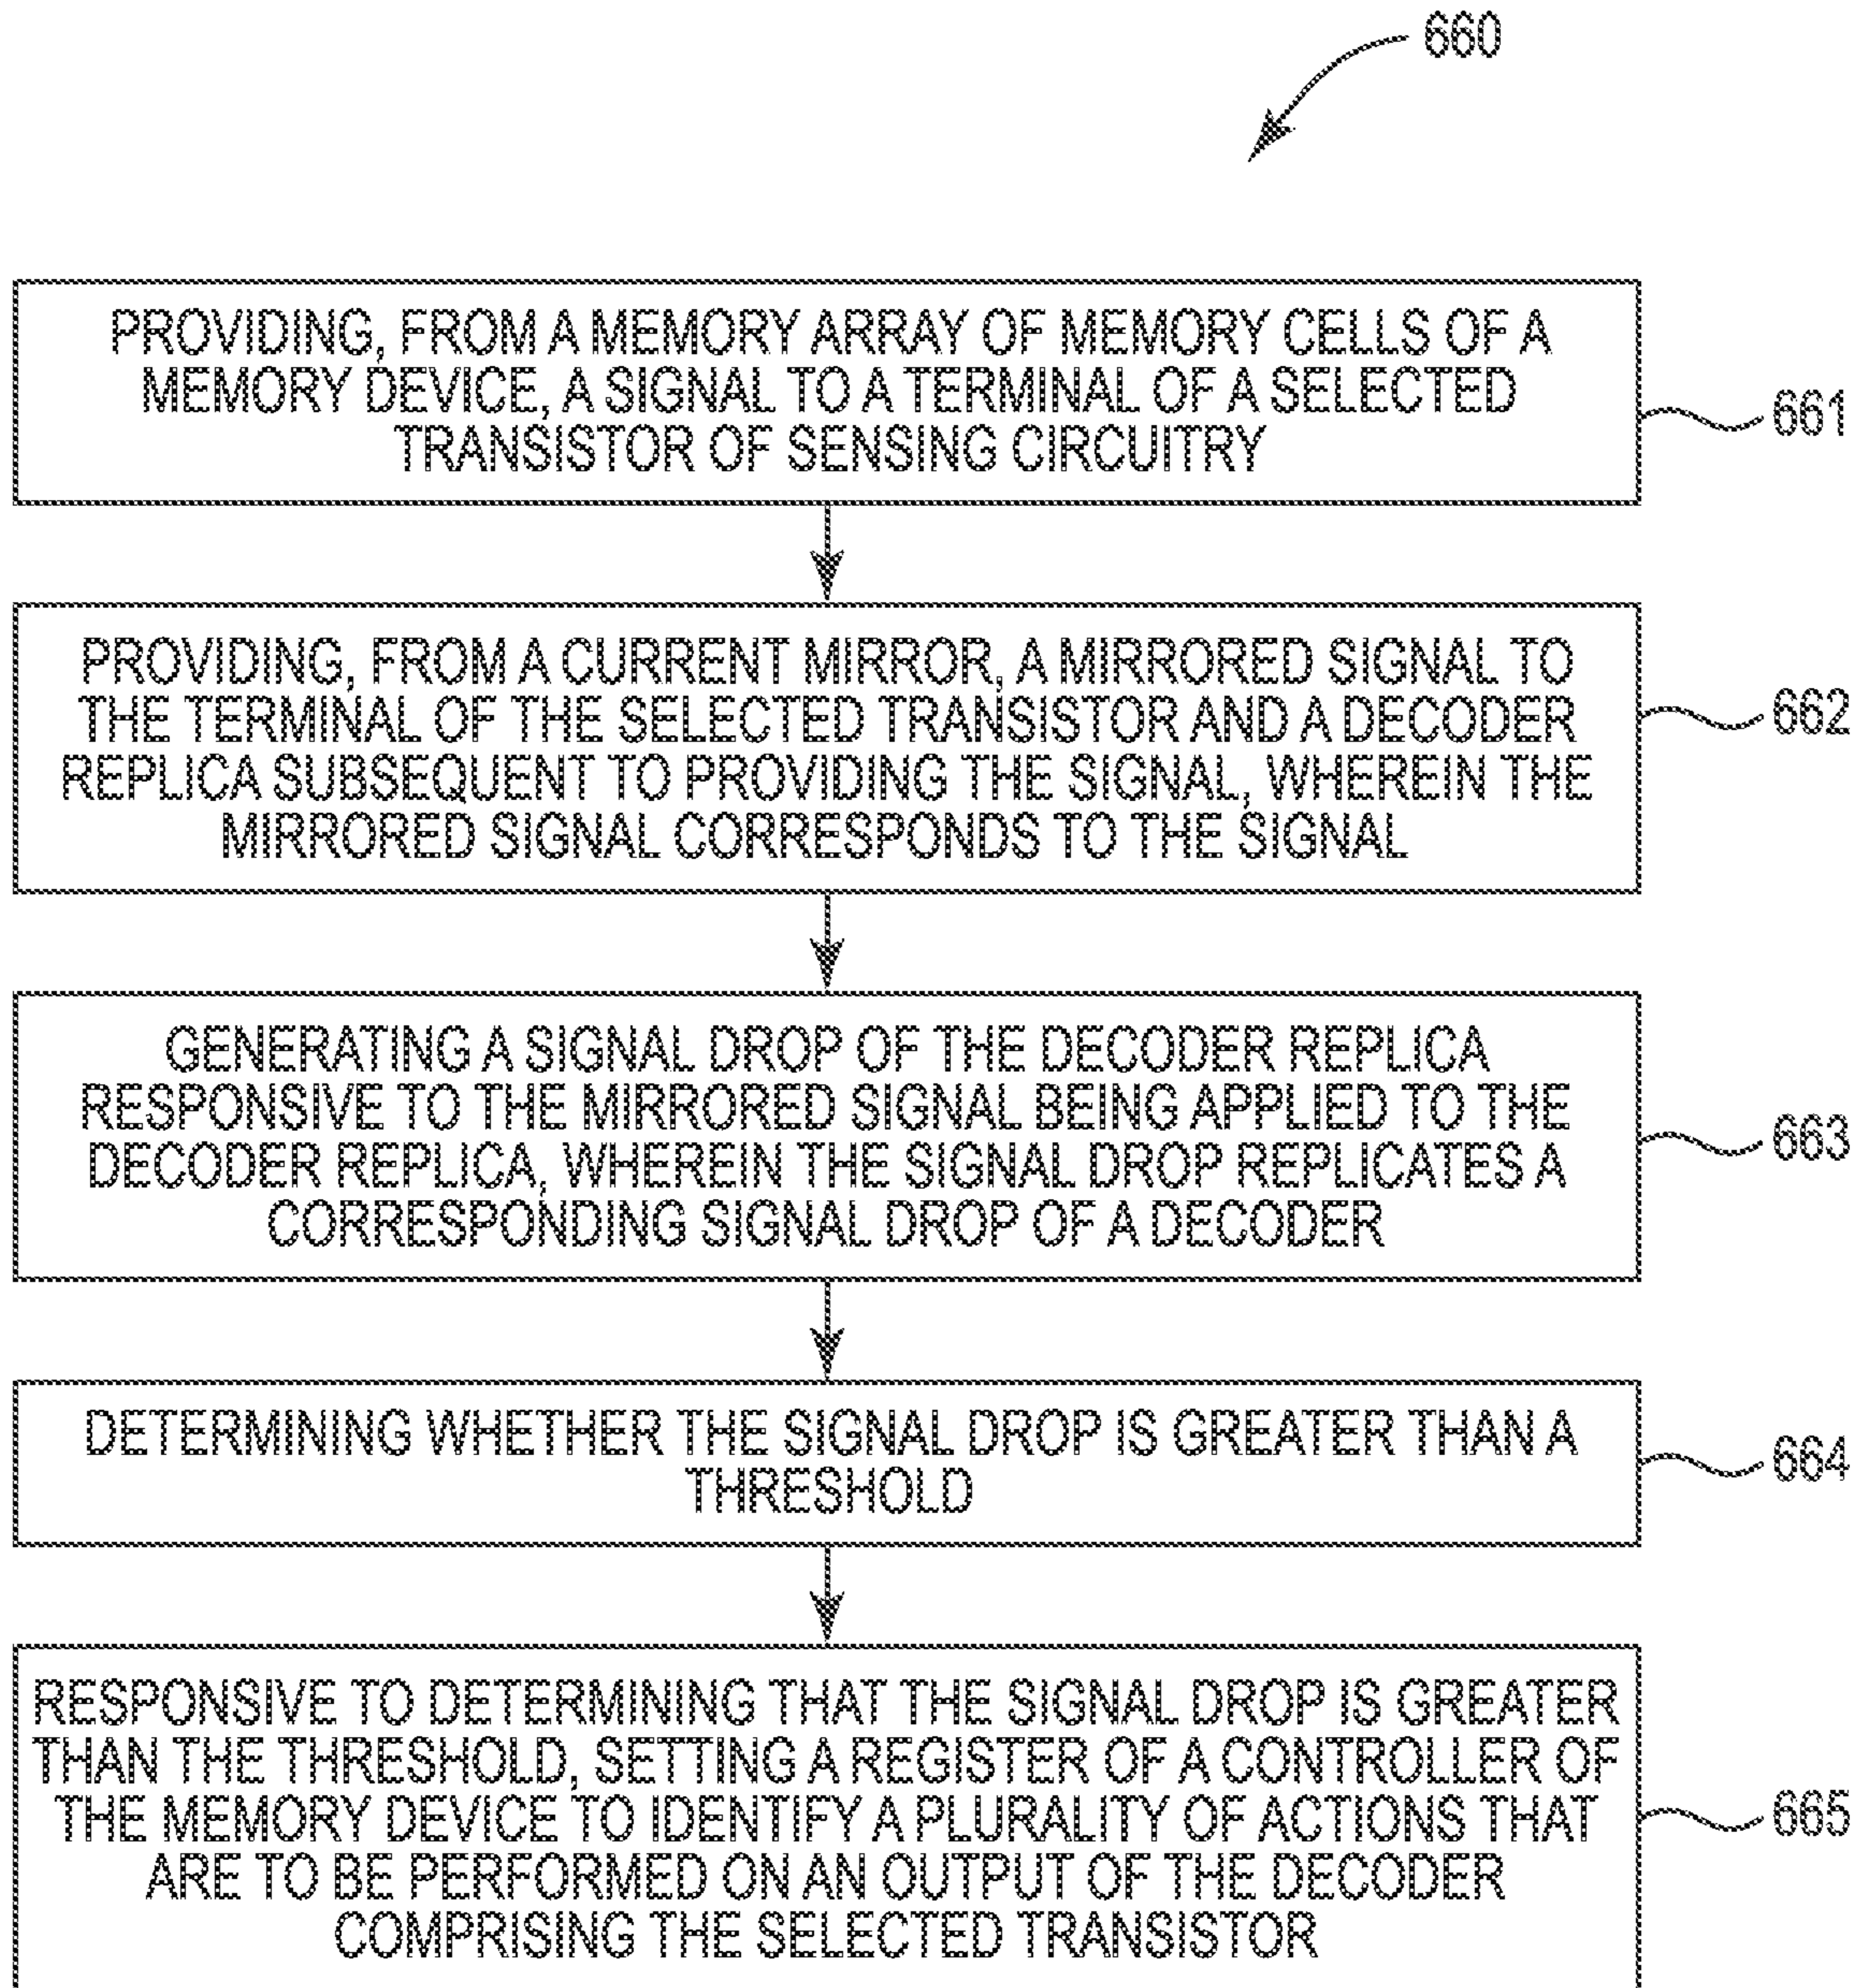 660
PROVIDING, FROM A MEMORY ARRAY OF MEMORY CELLS OF A
MEMORY DEVICE, A SIGNAL TO A TERMINAL OF A SELECTED
TRANSISTOR OF SENSING CIRCUITRY
661
PROVIDING, FROM A CURRENT MIRROR, A MIRRORED SIGNAL TO
THE TERMINAL OF THE SELECTED TRANSISTOR AND A DECODER
REPLICA SUBSEQUENT TO PROVIDING THE SIGNAL, WHEREIN THE
MIRRORED SIGNAL CORRESPONDS TO THE SIGNAL
662
GENERATING A SIGNAL DROP OF THE DECODER REPLICA
RESPONSIVE TO THE MIRRORED SIGNAL BEING APPLIED TO THE
DECODER REPLICA, WHEREIN THE SIGNAL DROP REPLICATES A
CORRESPONDING SIGNAL DROP OF A DECODER
663
DETERMINING WHETHER THE SIGNAL DROP IS GREATER THAN A
THRESHOLD
664
RESPONSIVE TO DETERMINING THAT THE SIGNAL DROP IS GREATER
THAN THE THRESHOLD, SETTING A REGISTER OF A CONTROLLER OF
THE MEMORY DEVICE TO IDENTIFY A PLURALITY OF ACTIONS THAT
ARE TO BE PERFORMED ON AN OUTPUT OF THE DECODER
COMPRISING THE SELECTED TRANSISTOR
665